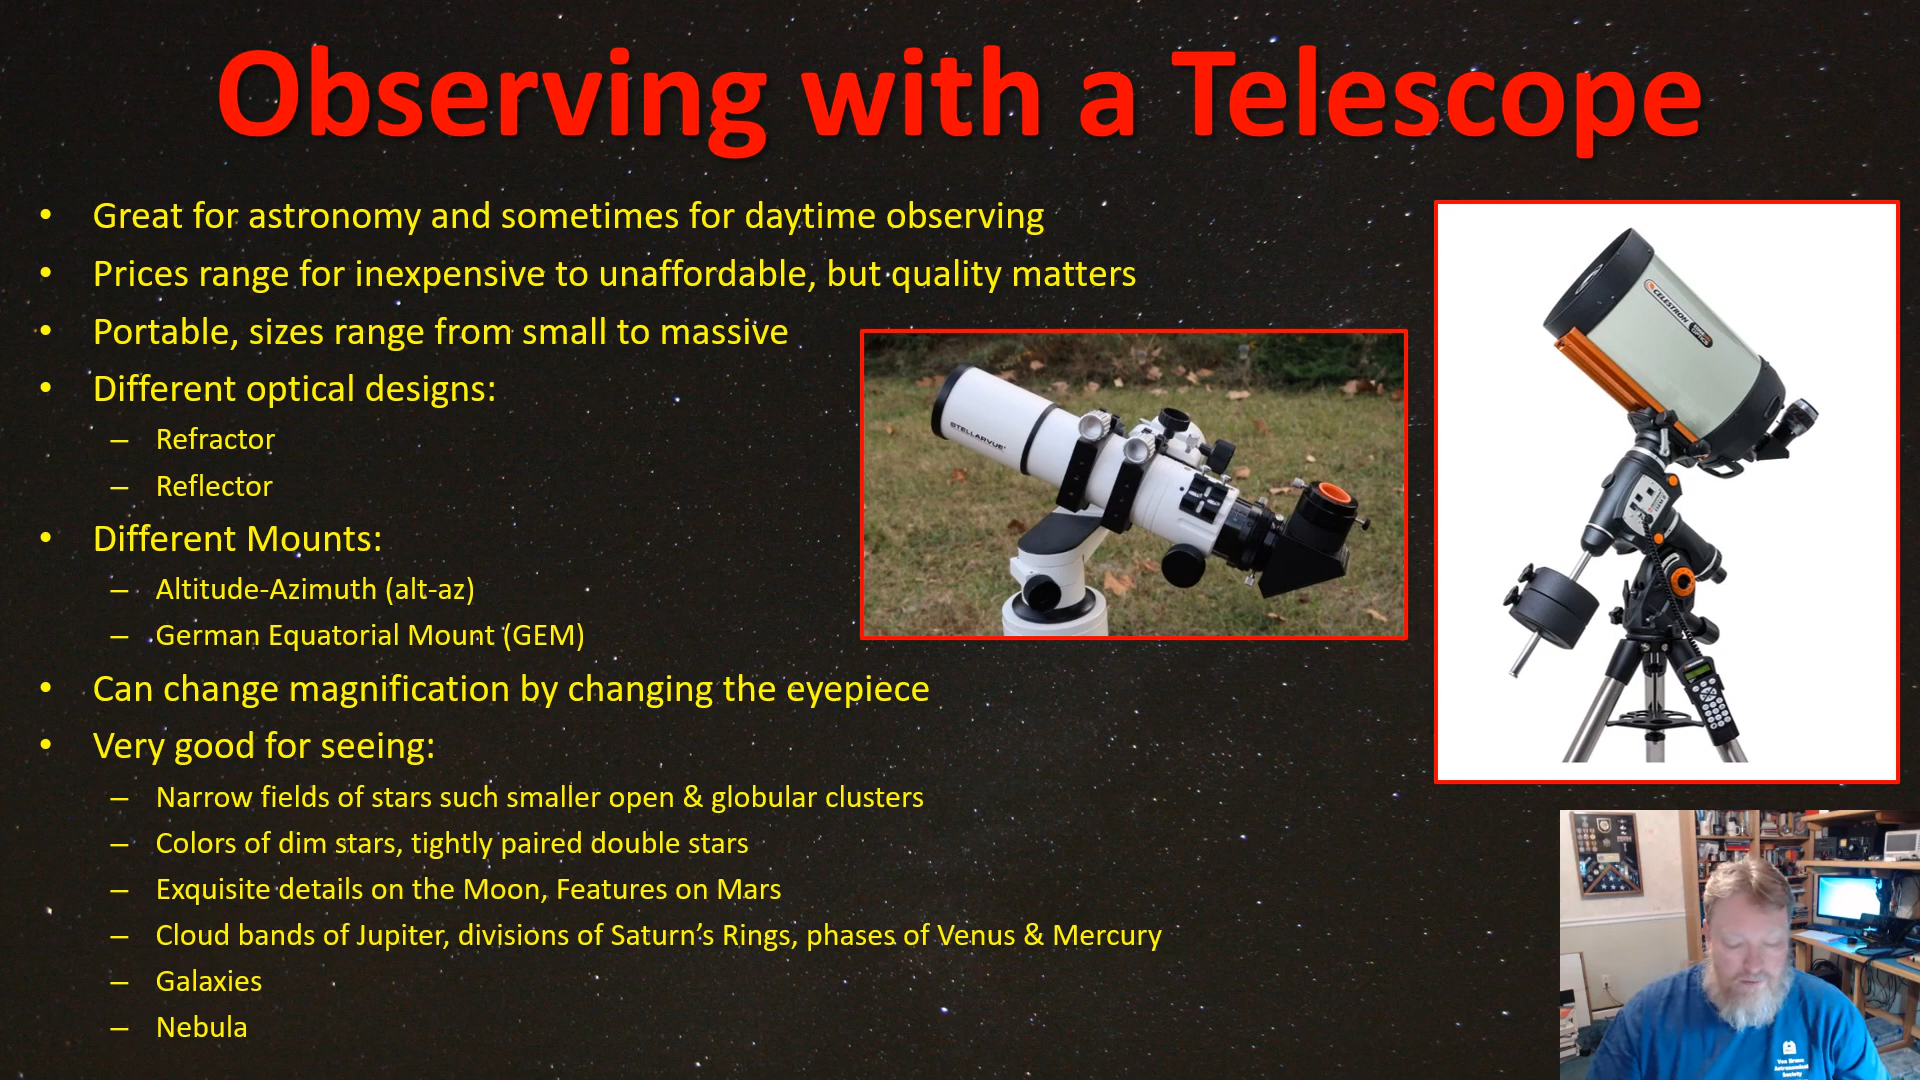 Observing with a Telescope
• Great for astronomy and sometimes for daytime observing
• Prices range for inexpensive to unaffordable, but quality matters
• Portable, sizes range from small to massive
• Different optical designs:
– Refractor
– Reflector
• Different Mounts:
– Altitude-Azimuth (alt-az)
– German Equatorial Mount (GEM)
• Can change magnification by changing the eyepiece
• Very good for seeing:
– Narrow fields of stars such smaller open & globular clusters
– Colors of dim stars, tightly paired double stars
– Exquisite details on the Moon, Features on Mars
– Cloud bands of Jupiter, divisions of Saturn’s Rings, phases of Venus & Mercury
– Galaxies
– Nebula
STELLARVUE
CELESTRON
Von Braun
Astronomical
Society